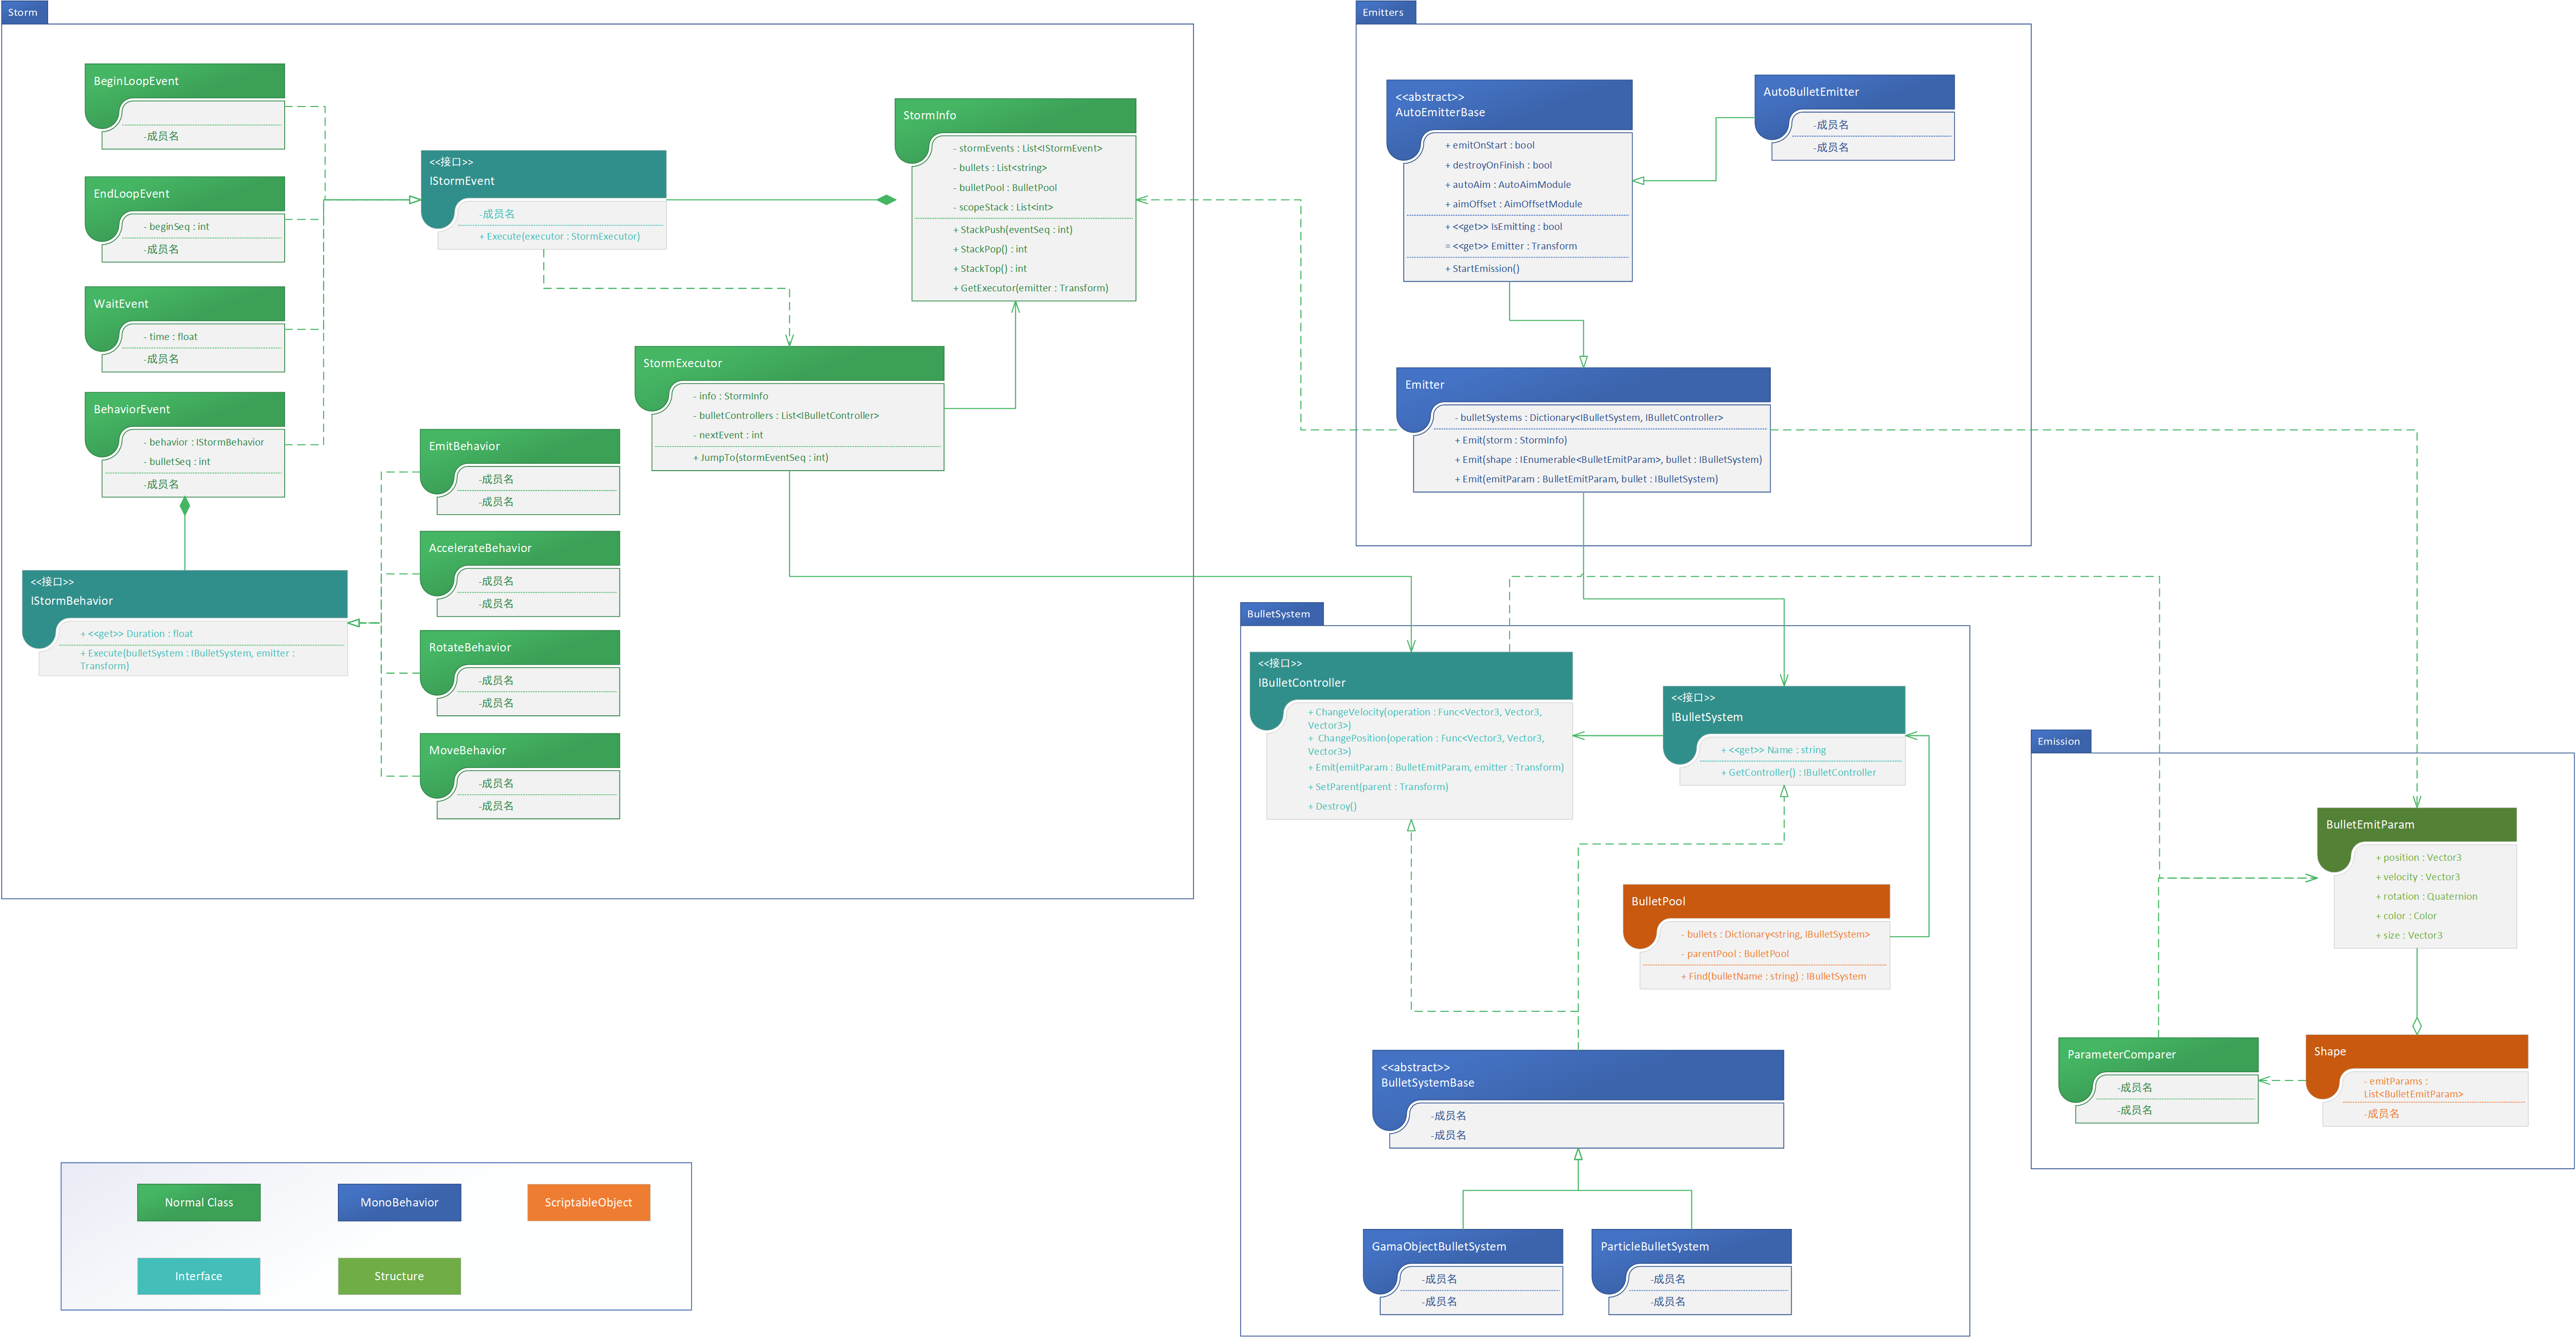 Storm
BeginLoopEvent
-成员名
EndLoopEvent
- beginSeq : int
-成员名
WaitEvent
- time : float
-成员名
BehaviorEvent
- behavior : IStormBehavior
- bulletSeq : int
-成员名
<<接口>>
IStormBehavior
+ <<get>> Duration : float
+ Execute(bulletSystem : IBulletSystem, emitter :
Transform)
<<接口>>
IStormEvent
-成员名
+ Execute(executor : StormExecutor)
StormInfo
- stormEvents : List<IStormEvent>
- bullets : List<string>
- bulletPool : BulletPool
- scopeStack : List<int>
+ StackPush(eventSeq : int)
+ StackPop() : int
+ StackTop() : int
+ GetExecutor(emitter : Transform)
StormExecutor
- info : StormInfo
- bulletControllers : List<IBulletController>
- nextEvent : int
+ JumpTo(stormEventSeq : int)
EmitBehavior
-成员名
-成员名
AccelerateBehavior
-成员名
-成员名
RotateBehavior
-成员名
-成员名
MoveBehavior
-成员名
-成员名
Emitters
<<abstract>>
AutoEmitterBase
+ emitOnStart : bool
+ destroyOnFinish : bool
+ autoAim : AutoAimModule
+ aimOffset : AimOffsetModule
+ <<get>> IsEmiting : bool
= <<get>> Emitter : Transform
+ StartEmission()
AutoBulletEmitter
-成员名
-成员名
Emitter
- bulletSystems : Dictionary<IBulletSystem, IBulletController>
+ Emit(storm : StormInfo)
+ Emit(shape : IEnumerable<BulletEmitParam>, bullet : IBulletSystem)
+ Emit(emitParam : BulletEmitParam, bullet : IBulletSystem)
BulletSystem
<<接口>>
IBulletController
+ ChangeVelocity(operation : Func<Vector3, Vector3,
Vector3>)
+  ChangePosition(operation : Func<Vector3, Vector3,
Vector3>)
+ Emit(emitParam : BulletEmitParam, emitter : Transform)
+ SetParent(parent : Transform)
+ Destroy()
<<接口>>
IBulletSystem
+ <<get>> Name : string
+ GetController() : IBulletController
BulletPool
- bullets : Dictionary<string, IBulletSystem>
- parentPool : BulletPool
+ Find(bulletName : string) : IBulletSystem
<<abstract>>
BulletSystemBase
-成员名
-成员名
GamaObjectBulletSystem
-成员名
-成员名
ParticleBulletSystem
-成员名
-成员名
Emission
BulletEmitParam
+ position : Vector3
+ velocity : Vector3
+ rotation : Quaternion
+ color : Color
+ size : Vector3
ParameterComparer
-成员名
-成员名
Shape
- emitParams :
List<BulletEmitParam>
-成员名
Normal Class
MonoBehavior
ScriptableObject
Interface
Structure